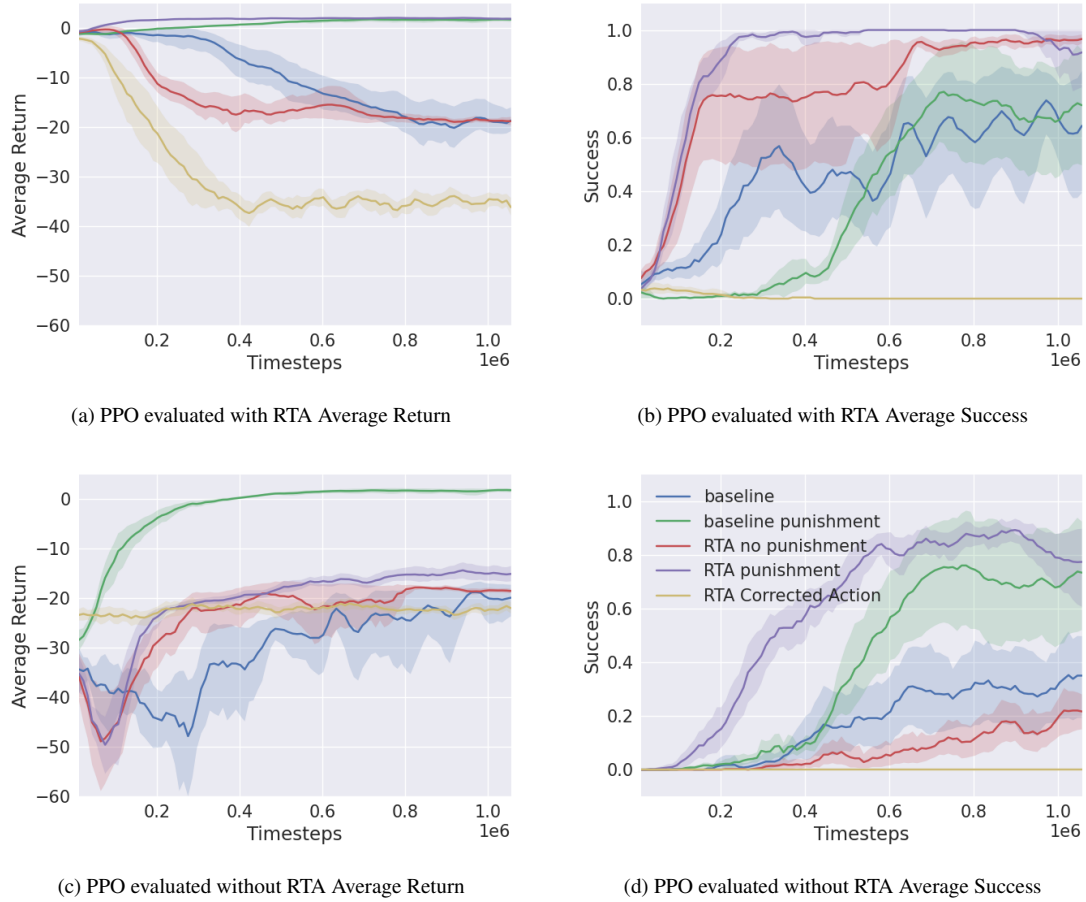 0
−10
−20
−30
−40
−50
−60
Average Return
0.2 0.4 0.6 0.8 1.0
1e6
Timesteps
(a) PPO evaluated with RTA Average Return
1.0
0.8
0.6
0.4
0.2
0.0
Success
0.2 0.4 0.6 0.8 1.0
1e6
Timesteps
(b) PPO evaluated with RTA Average Success
0
−10
−20
−30
−40
−50
−60
Average Return
0.2 0.4 0.6 0.8 1.0
1e6
Timesteps
(c) PPO evaluated without RTA Average Return
1.0
0.8
0.6
0.4
0.2
0.0
Success
baseline
baseline punishment
RTA no punishment
RTA punishment
RTA Corrected Action
0.2 0.4 0.6 0.8 1.0
1e6
Timesteps
(d) PPO evaluated without RTA Average Success